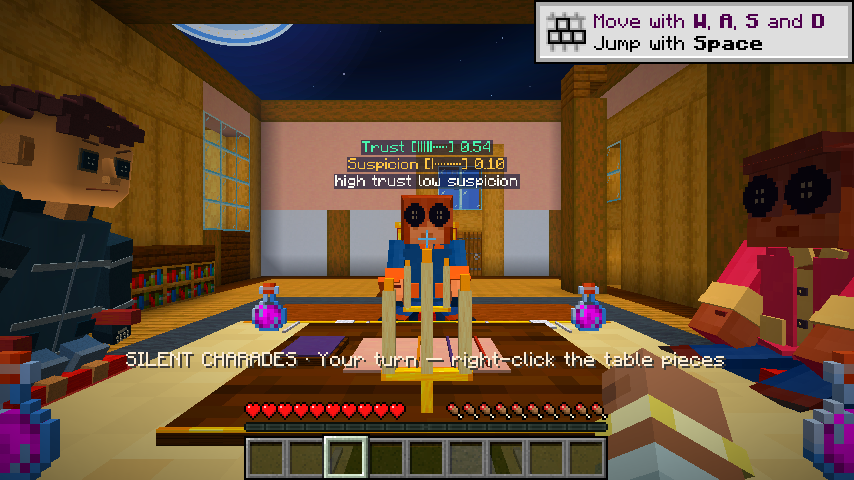 Move with W, A, S and D
Jump with Space
Trust [|||||·····] 0.54
Suspicion [|·········] 0.10
high trust low suspicion
SILENT CHARADES · Your turn — right-click the table pieces